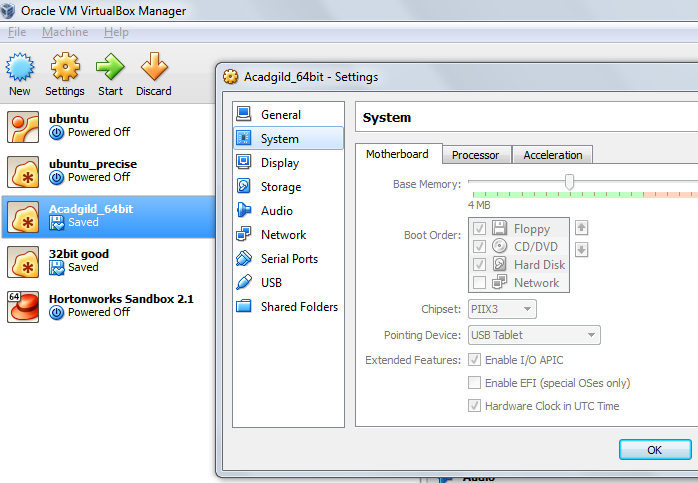 Oracle VM VirtualBox Manager
File Machine Help
New Settings Start Discard
ubuntu
Powered Off
ubuntu_precise
Powered Off
Acadgild_64bit
Saved
32bit good
Saved
64
Hortonworks Sandbox 2.1
Powered Off
Acadgild_64bit - Settings
General
System
Display
Storage
Audio
Network
Serial Ports
USB
Shared Folders
System
Motherboard Processor Acceleration
Base Memory:
4 MB
Boot Order:
Floppy
CD/DVD
Hard Disk
Network
Chipset: PIIX3
Pointing Device: USB Tablet
Extended Features: Enable I/O APIC
Enable EFI (special OSes only)
Hardware Clock in UTC Time
OK
Audio